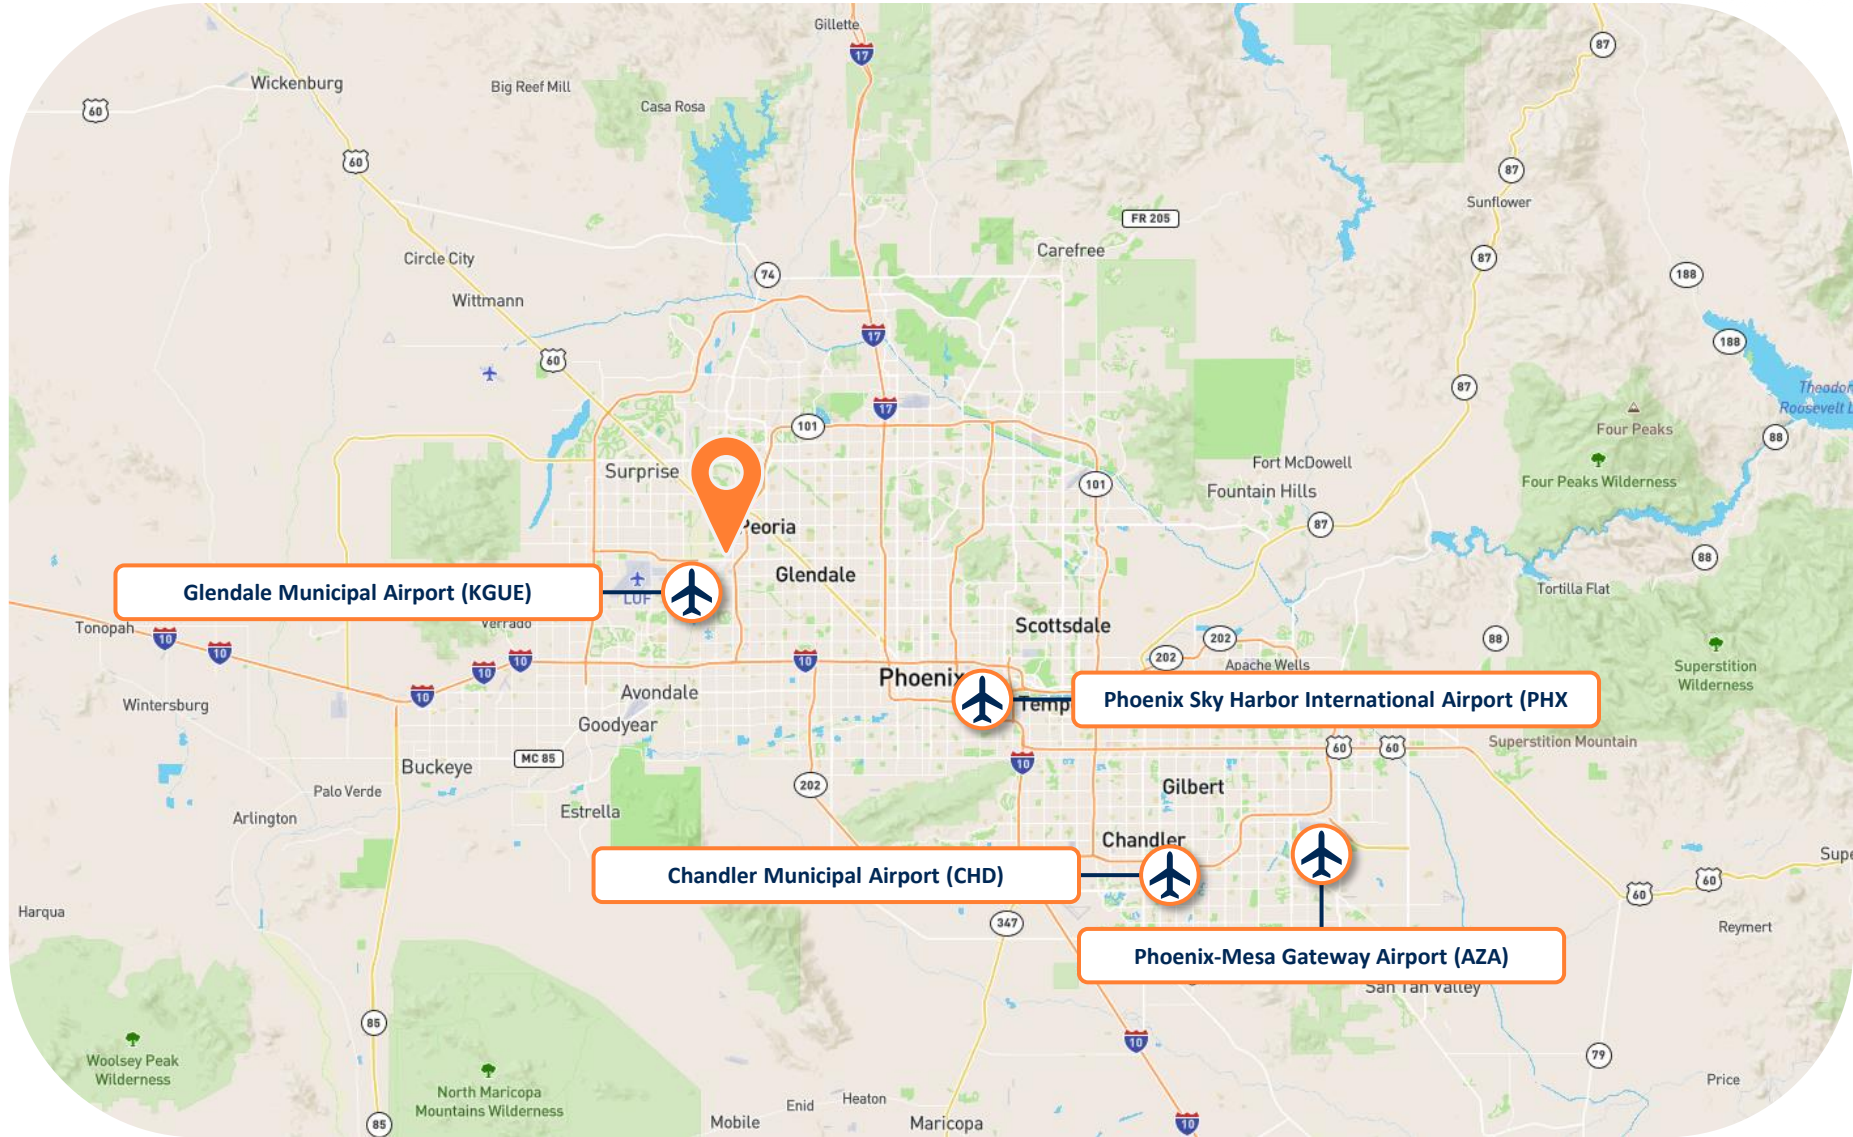 Gillette
17
87
Wickenburg
Big Reef Mill
Casa Rosa
60
60
87
Sunflower
FR 205
Carefree
Circle City
87
74
188
Wittmann
17
188
60
Theodor
Roosevelt L
87
17
101
Four Peaks
88
Surprise
Fort McDowell
101
Fountain Hills
Four Peaks Wilderness
Peoria
87
88
Glendale
Glendale Municipal Airport (KGUE)
LUF
Tortilla Flat
Verrado
Tonopah
10
10
Scottsdale
202
88
10
10
10
202
Apache Wells
Superstition
Wilderness
Phoenix
10
Avondale
Wintersburg
Goodyear
Temp
Phoenix Sky Harbor International Airport (PHX
60
60
Superstition Mountain
MC 85
10
Buckeye
202
Gilbert
Palo Verde
Estrella
Arlington
Chandler
Supe
Chandler Municipal Airport (CHD)
60
60
Harqua
347
Reymert
Phoenix-Mesa Gateway Airport (AZA)
San Tan Valley
85
10
79
Woolsey Peak
Wilderness
North Maricopa
Mountains Wilderness
Price
Enid
Heaton
85
Mobile
Maricopa
10